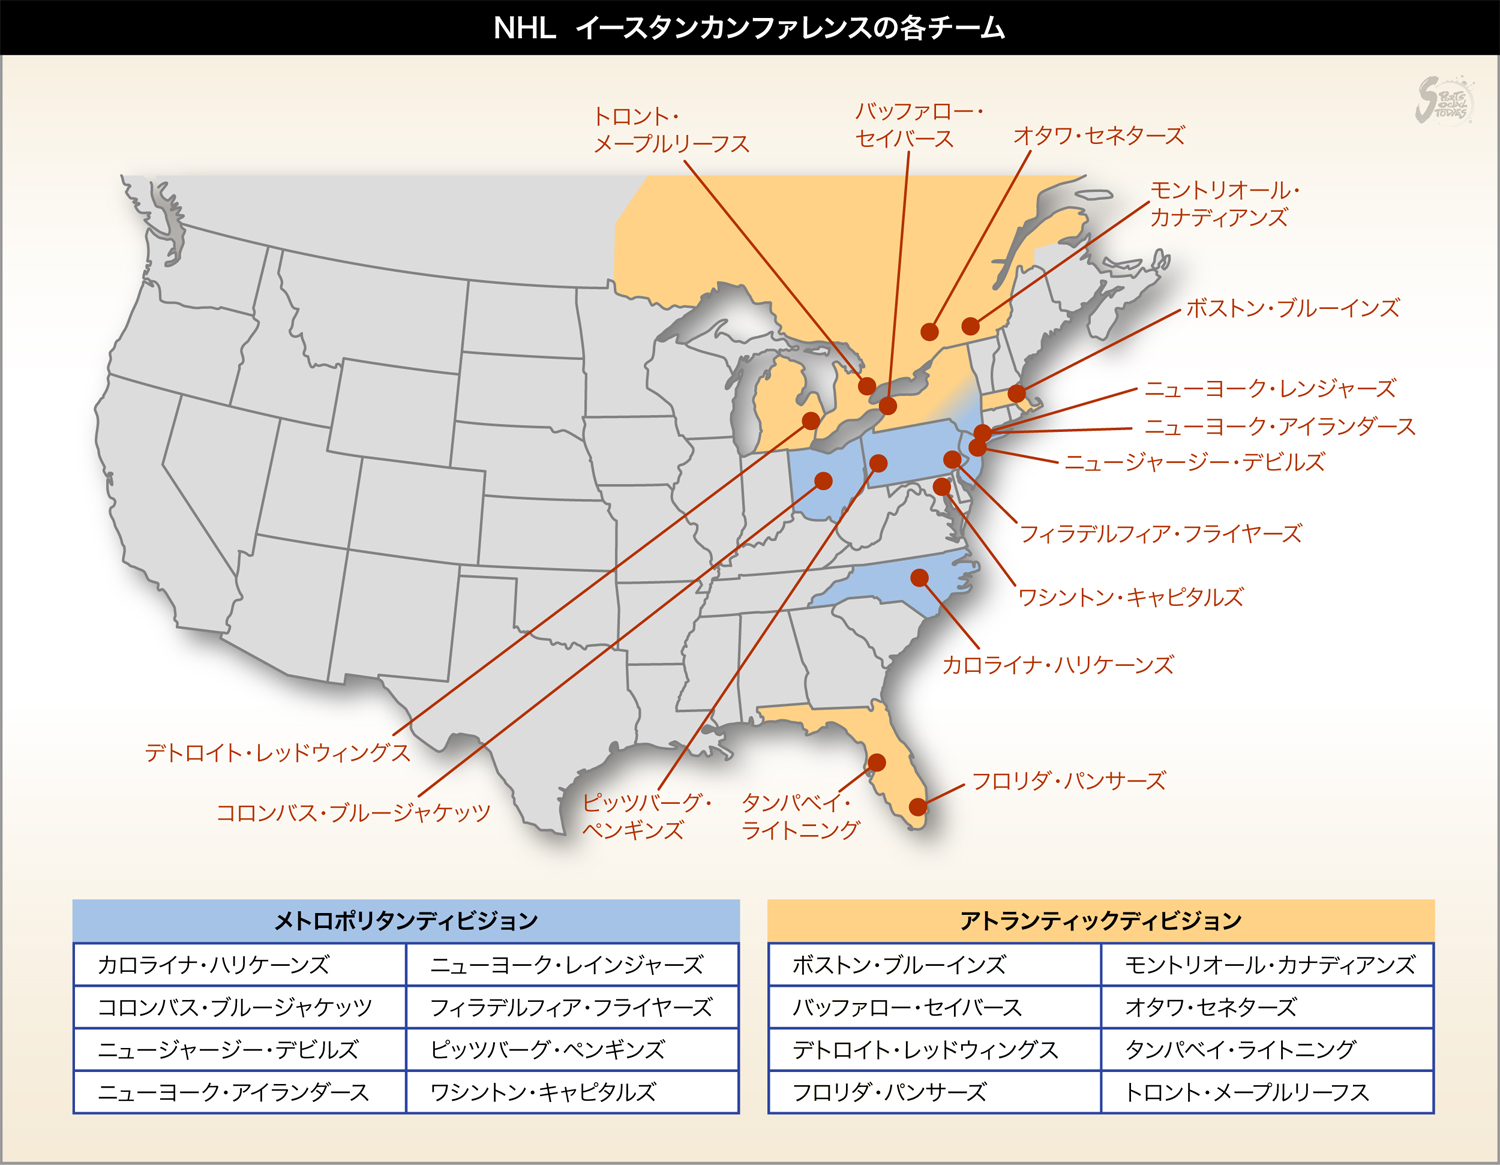 NHL イースタンカンファレンスの各チーム
SPORTS
SOCIAL
TODAY'S
トロント・
メープルリーフス
バッファロー・
セイバース
オタワ・セネターズ
モントリオール・
カナディアンズ
ボストン・ブルーインズ
ニューヨーク・レンジャーズ
ニューヨーク・アイランダース
ニュージャージー・デビルズ
フィラデルフィア・フライヤーズ
ワシントン・キャピタルズ
カロライナ・ハリケーンズ
デトロイト・レッドウィングス
コロンバス・ブルージャケッツ
ピッツバーグ・
ペンギンズ
タンパベイ・
ライトニング
フロリダ・パンサーズ
メトロポリタンディビジョン
カロライナ・ハリケーンズ ニューヨーク・レインジャーズ
コロンバス・ブルージャケッツ フィラデルフィア・フライヤーズ
ニュージャージー・デビルズ ピッツバーグ・ペンギンズ
ニューヨーク・アイランダース ワシントン・キャピタルズ
アトランティックディビジョン
ボストン・ブルーインズ モントリオール・カナディアンズ
バッファロー・セイバース オタワ・セネターズ
デトロイト・レッドウィングス タンパベイ・ライトニング
フロリダ・パンサーズ トロント・メープルリーフス